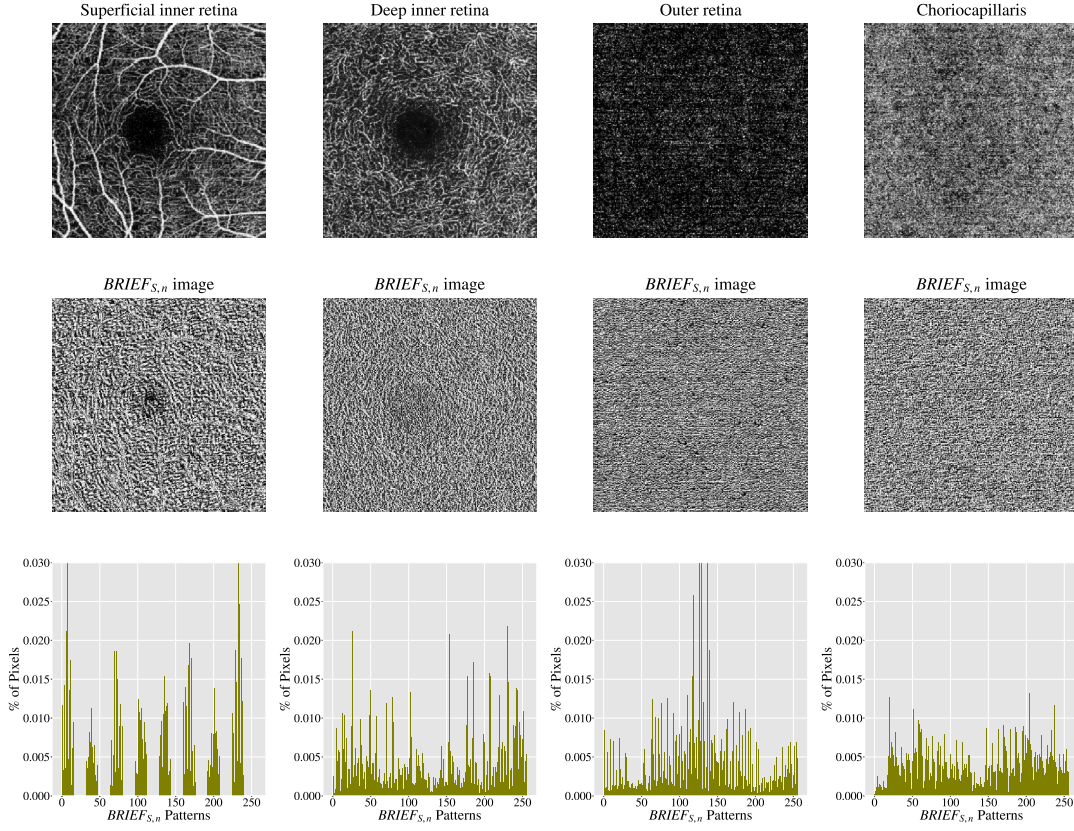 Superficial inner retina Deep inner retina Outer retina Choriocapillaris
BRIEF_{S,n} image BRIEF_{S,n} image BRIEF_{S,n} image BRIEF_{S,n} image
0.030 0.030 0.030 0.030
0.025 0.025 0.025 0.025
0.020 0.020 0.020 0.020
% of Pixels % of Pixels % of Pixels % of Pixels
0.015 0.015 0.015 0.015
0.010 0.010 0.010 0.010
0.005 0.005 0.005 0.005
0.000 0.000 0.000 0.000
0 50 100 150 200 250 0 50 100 150 200 250 0 50 100 150 200 250 0 50 100 150 200 250
BRIEF_{S,n} Patterns BRIEF_{S,n} Patterns BRIEF_{S,n} Patterns BRIEF_{S,n} Patterns